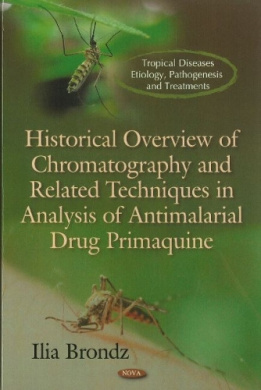 Tropical Diseases
Etiology, Pathogenesis
and Treatments
Historical Overview of
Chromatography and
Related Techniques in
Analysis of Antimalarial
Drug Primaquine
Ilia Brondz
NOVA